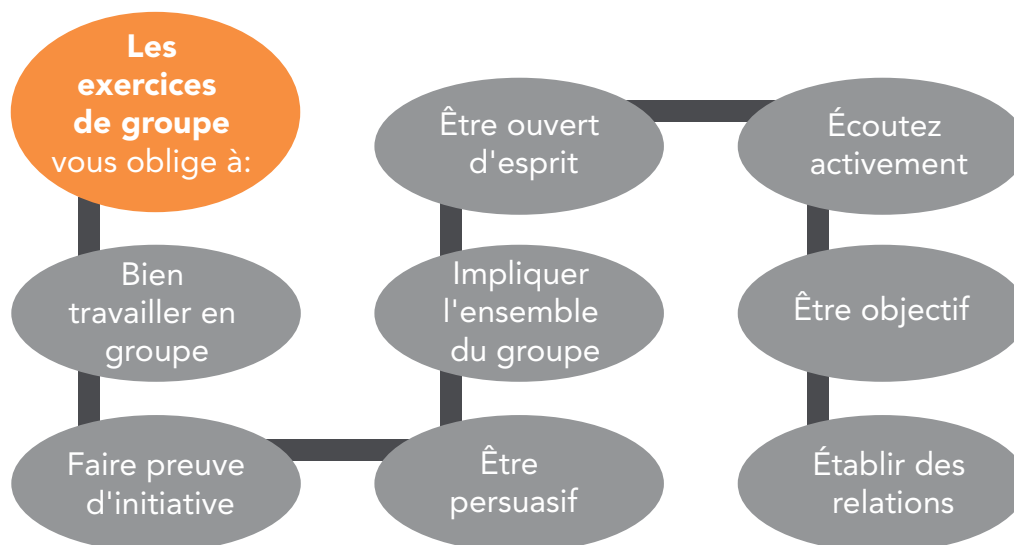 Les
exercices
de groupe
vous oblige à:
Bien
travailler en
groupe
Faire preuve
d'initiative
Être
persuasif
Impliquer
l'ensemble
du groupe
Être ouvert
d'esprit
Écoutez
activement
Être objectif
Établir des
relations